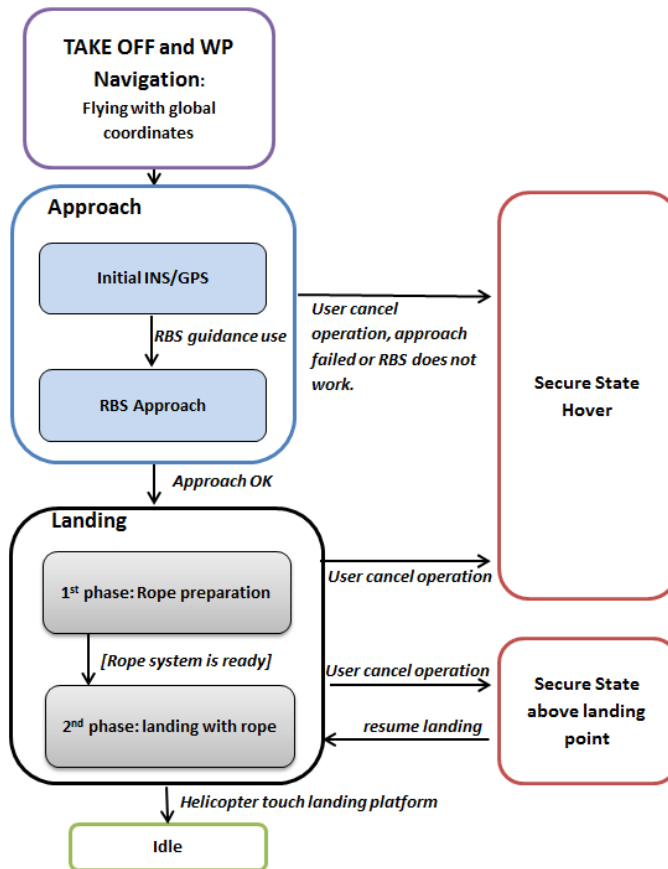 TAKE OFF and WP
Navigation:
Flying with global
coordinates
Approach
Initial INS/GPS
RBS guidance use
RBS Approach
User cancel
operation, approach
failed or RBS does not
work.
Secure State
Hover
Approach OK
Landing
1st phase: Rope preparation
User cancel operation
[Rope system is ready]
User cancel operation
2nd phase: landing with rope
resume landing
Secure State
above landing
point
Helicopter touch landing platform
Idle